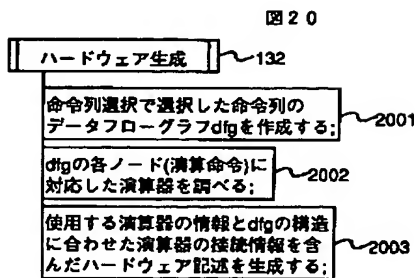 図20
ハードウェア生成
132
命令列選択で選択した命令列の
データフローグラフdfgを作成する;
2001
dfgの各ノード(演算命令)に
対応した演算器を調べる;
2002
使用する演算器の情報とdfgの構造
に合わせた演算器の接続情報を含
んだハードウェア記述を生成する;
2003